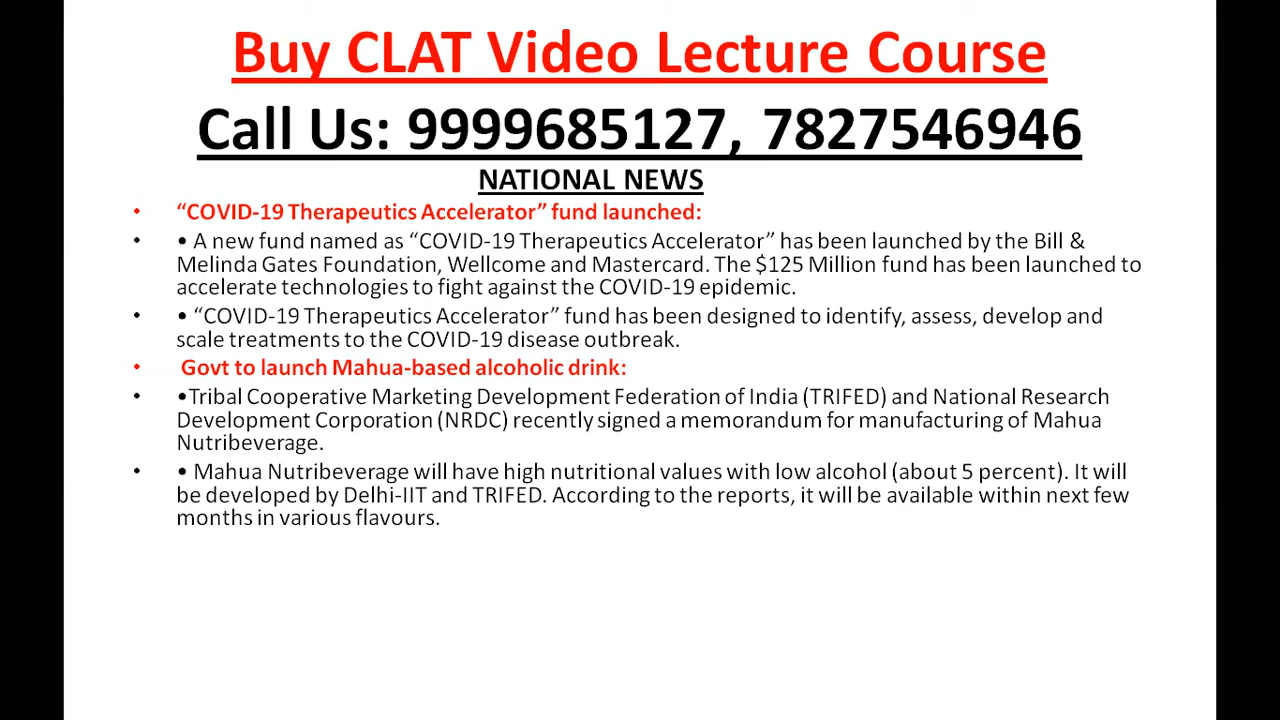 Buy CLAT Video Lecture Course
Call Us: 9999685127, 7827546946
NATIONAL NEWS
• “COVID-19 Therapeutics Accelerator” fund launched:
• • A new fund named as “COVID-19 Therapeutics Accelerator” has been launched by the Bill &
Melinda Gates Foundation, Wellcome and Mastercard. The $125 Million fund has been launched to
accelerate technologies to fight against the COVID-19 epidemic.
• • “COVID-19 Therapeutics Accelerator” fund has been designed to identify, assess, develop and
scale treatments to the COVID-19 disease outbreak.
• Govt to launch Mahua-based alcoholic drink:
• •Tribal Cooperative Marketing Development Federation of India (TRIFED) and National Research
Development Corporation (NRDC) recently signed a memorandum for manufacturing of Mahua
Nutribeverage.
• • Mahua Nutribeverage will have high nutritional values with low alcohol (about 5 percent). It will
be developed by Delhi-IIT and TRIFED. According to the reports, it will be available within next few
months in various flavours.